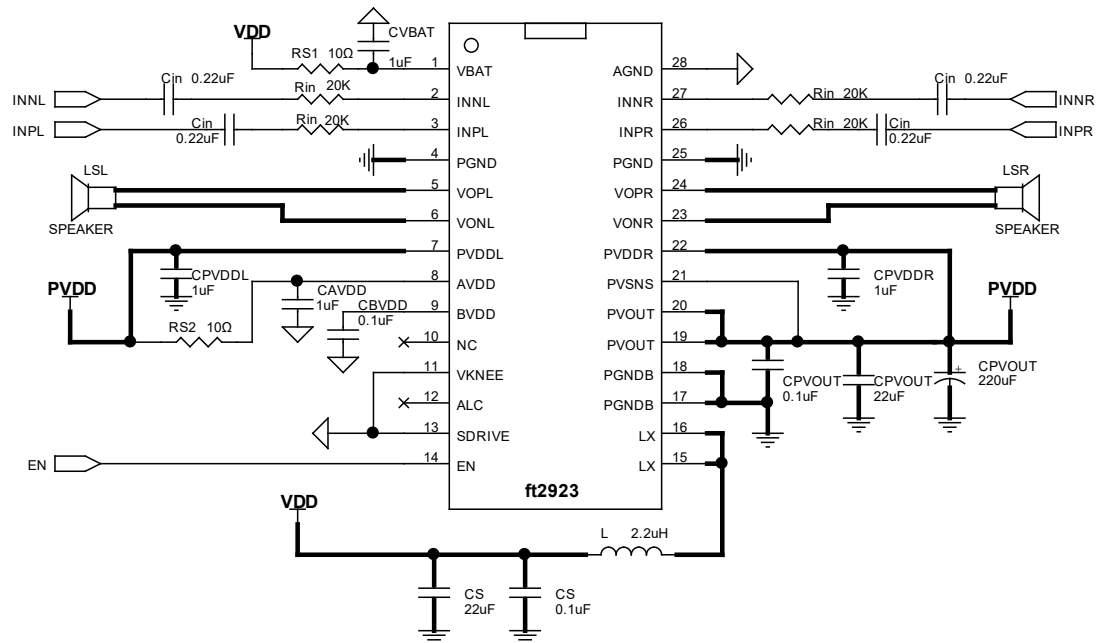 CVBAT
VDD
RS1 10Ω
1uF
1 VBAT
AGND 28
Cin 0.22uF
Rin 20K
INNL
2 INNL
INNR 27
Rin 20K
Cin 0.22uF
INNR
INPL
Cin
0.22uF
Rin 20K
3 INPL
INPR 26
Rin 20K
Cin
0.22uF
INPR
4 PGND
PGND 25
LSL
SPEAKER
5 VOPL
VOPR 24
LSR
SPEAKER
6 VONL
VONR 23
7 PVDDL
PVDDR 22
CPVDDL
1uF
CPVDDR
1uF
8 AVDD
PVSNS 21
PVDD
RS2 10Ω
CAVDD
1uF
CBVDD
0.1uF
PVDD
9 BVDD
PVOUT 20
10 NC
PVOUT 19
11 VKNEE
PGNDB 18
CPVOUT
0.1uF
CPVOUT
22uF
+
CPVOUT
220uF
12 ALC
PGNDB 17
13 SDRIVE
LX 16
EN
14 EN
LX 15
ft2923
VDD
L 2.2uH
CS
22uF
CS
0.1uF